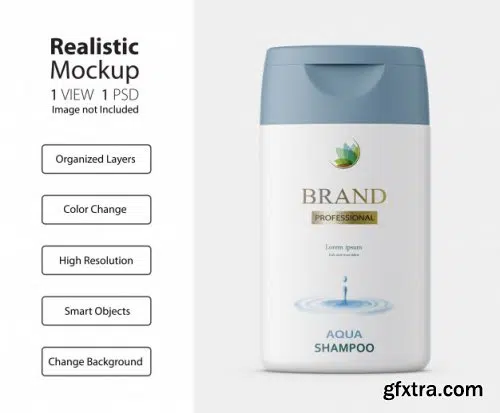 Realistic
Mockup
1 VIEW 1 PSD
Image not Included
Organized Layers
Color Change
High Resolution
Smart Objects
Change Background
BRAND
PROFESSIONAL
Lorem ipsum
AQUA
SHAMPOO
gfxtra.com